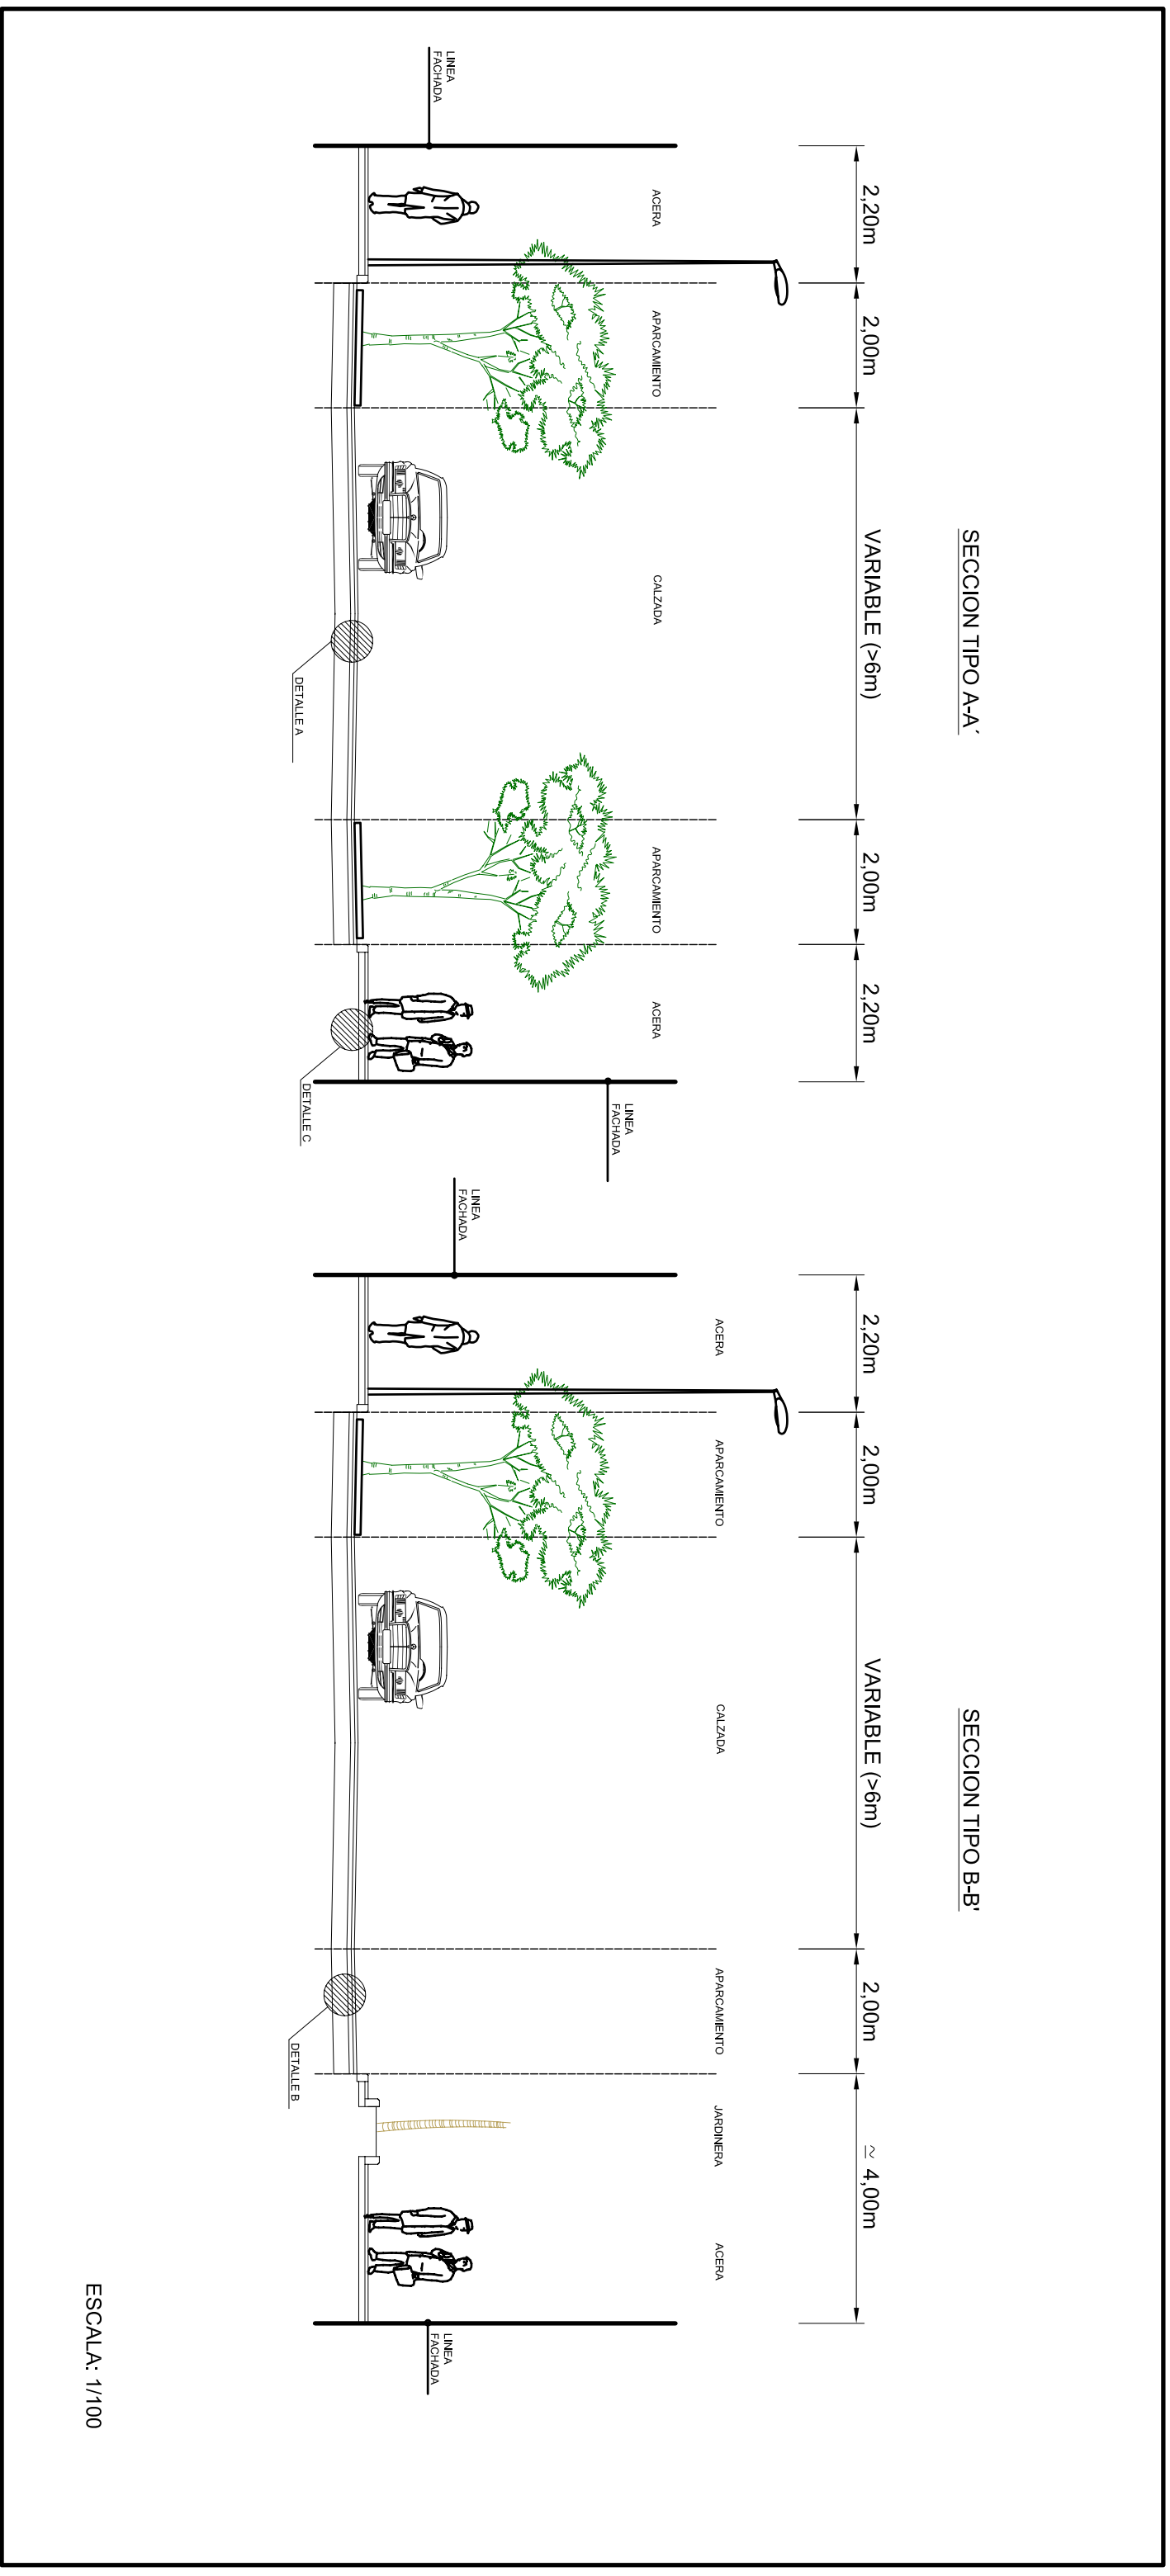 SECCION TIPO A-A´
2,20m
2,00m
VARIABLE (>6m)
2,00m
2,20m
ACERA
APARCAMIENTO
CALZADA
APARCAMIENTO
ACERA
LINEA
FACHADA
LINEA
FACHADA
DETALLE A
DETALLE C
SECCION TIPO B-B'
2,20m
2,00m
VARIABLE (>6m)
2,00m
≃ 4,00m
ACERA
APARCAMIENTO
CALZADA
APARCAMIENTO
JARDINERA
ACERA
LINEA
FACHADA
LINEA
FACHADA
DETALLE B
ESCALA: 1/100